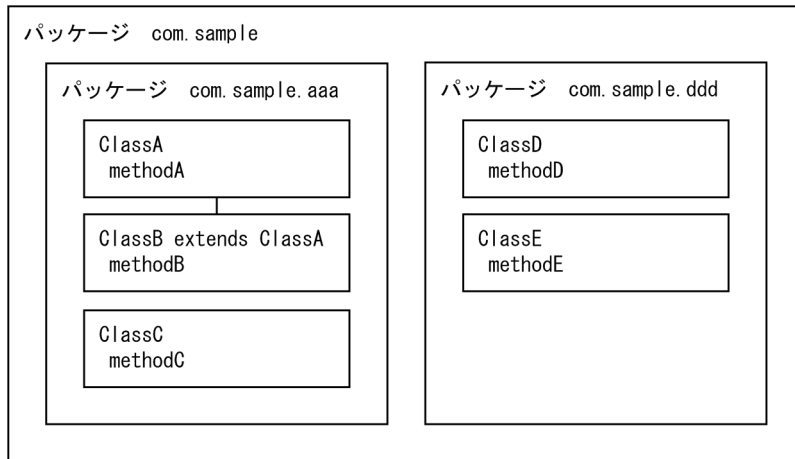 パッケージ com.sample
パッケージ com.sample.aaa
ClassA
methodA
ClassB extends ClassA
methodB
ClassC
methodC
パッケージ com.sample.ddd
ClassD
methodD
ClassE
methodE